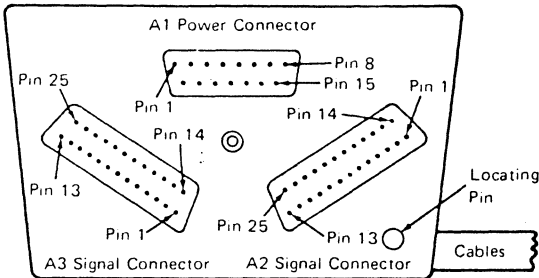 A1 Power Connector
Pin 8
Pin 15
Pin 1
Pin 25
Pin 14
Pin 13
Pin 1
Pin 14
Pin 1
Pin 25
Pin 13
Locating
Pin
Cables
A3 Signal Connector
A2 Signal Connector